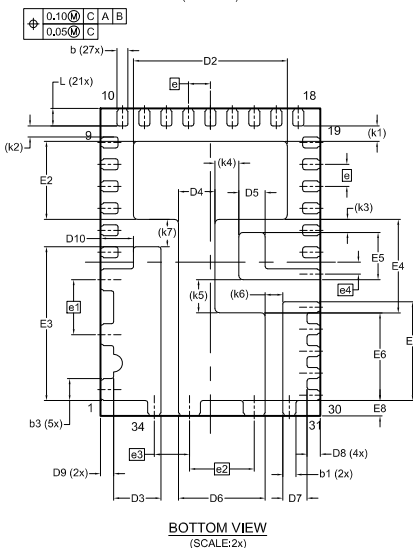 0.10Ⓜ C A B
0.05Ⓜ C
b (27x)
D2
e
L (21x)
10
18
19
(k1)
(k2)
9
(k4)
e
E2
D4
D5
(k3)
(k7)
D10
E5
E4
e4
e1
(k5)
(k6)
E3
E6
E
b3 (5x)
1
34
E8
30
31
e3
e2
D8 (4x)
D9 (2x)
b1 (2x)
D3
D6
D7
BOTTOM VIEW
(SCALE:2x)